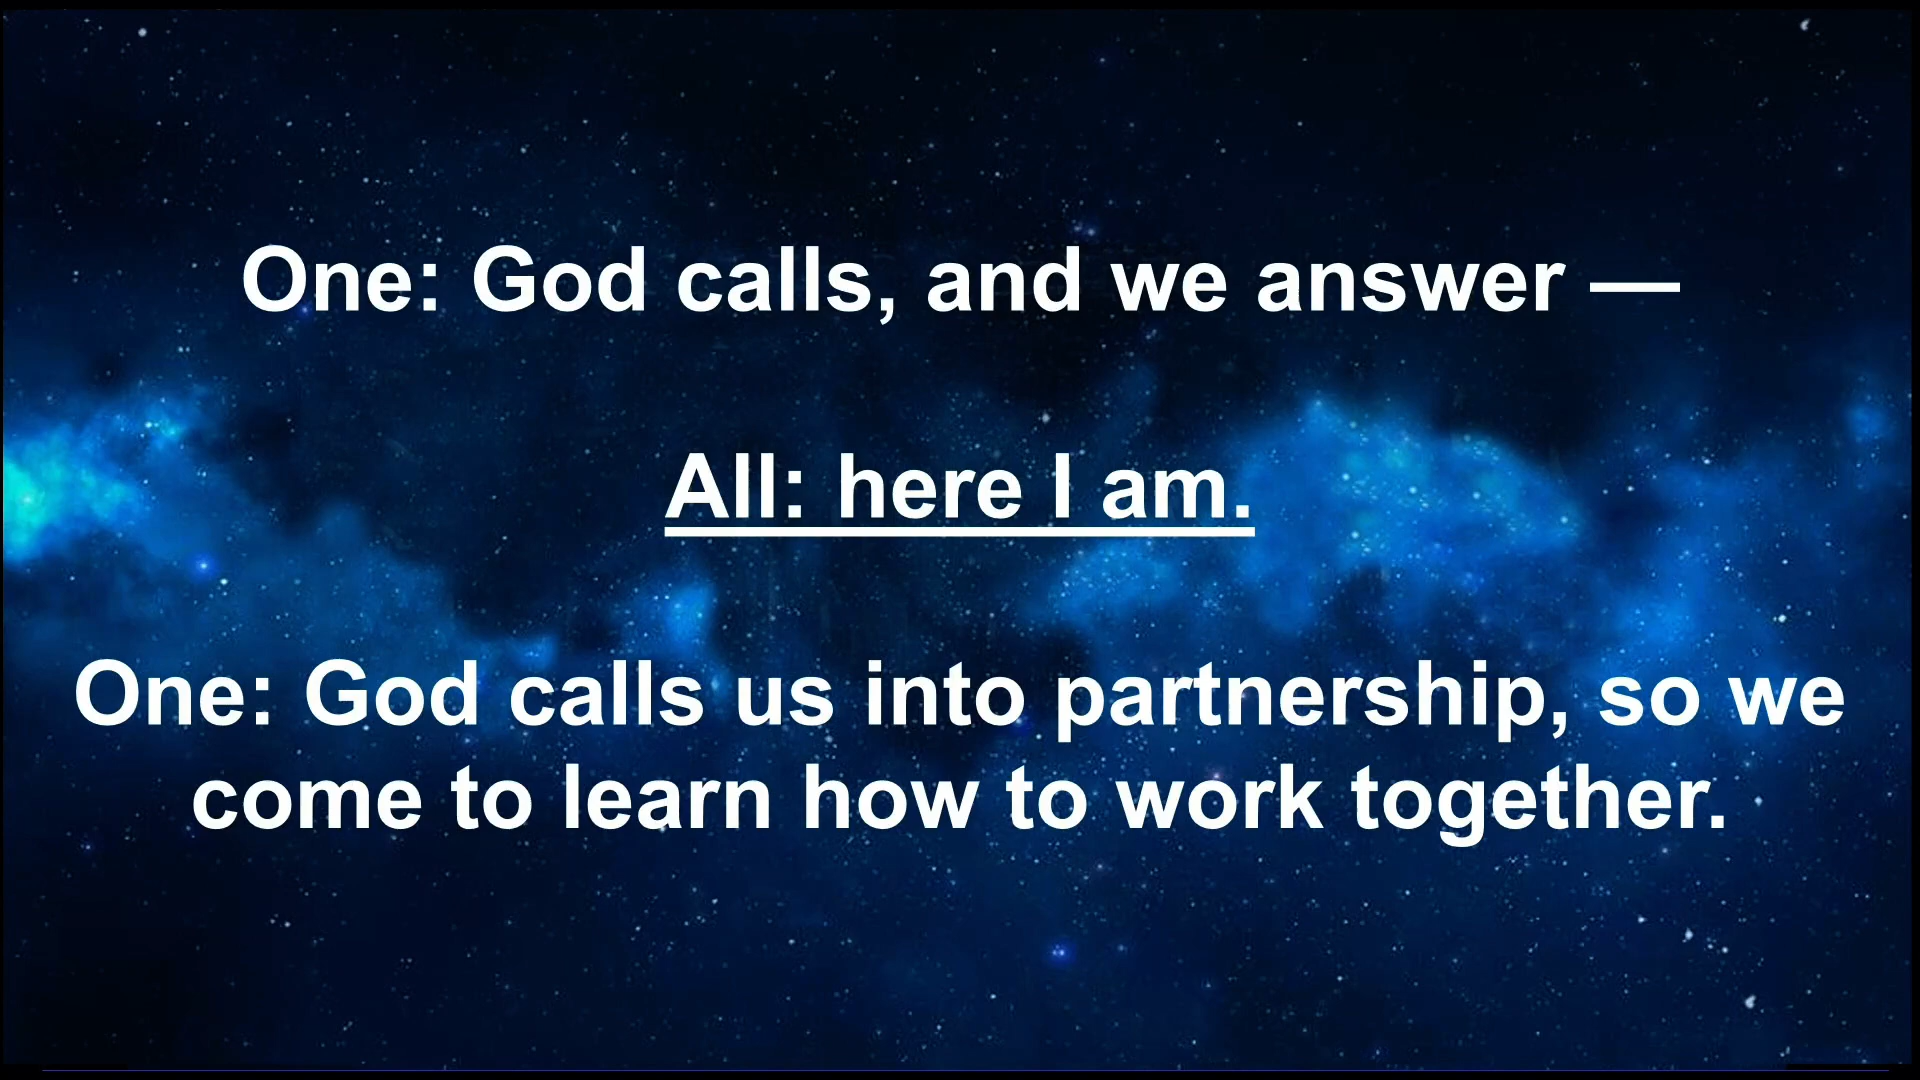 One: God calls, and we answer —
All: here I am.
One: God calls us into partnership, so we
come to learn how to work together.